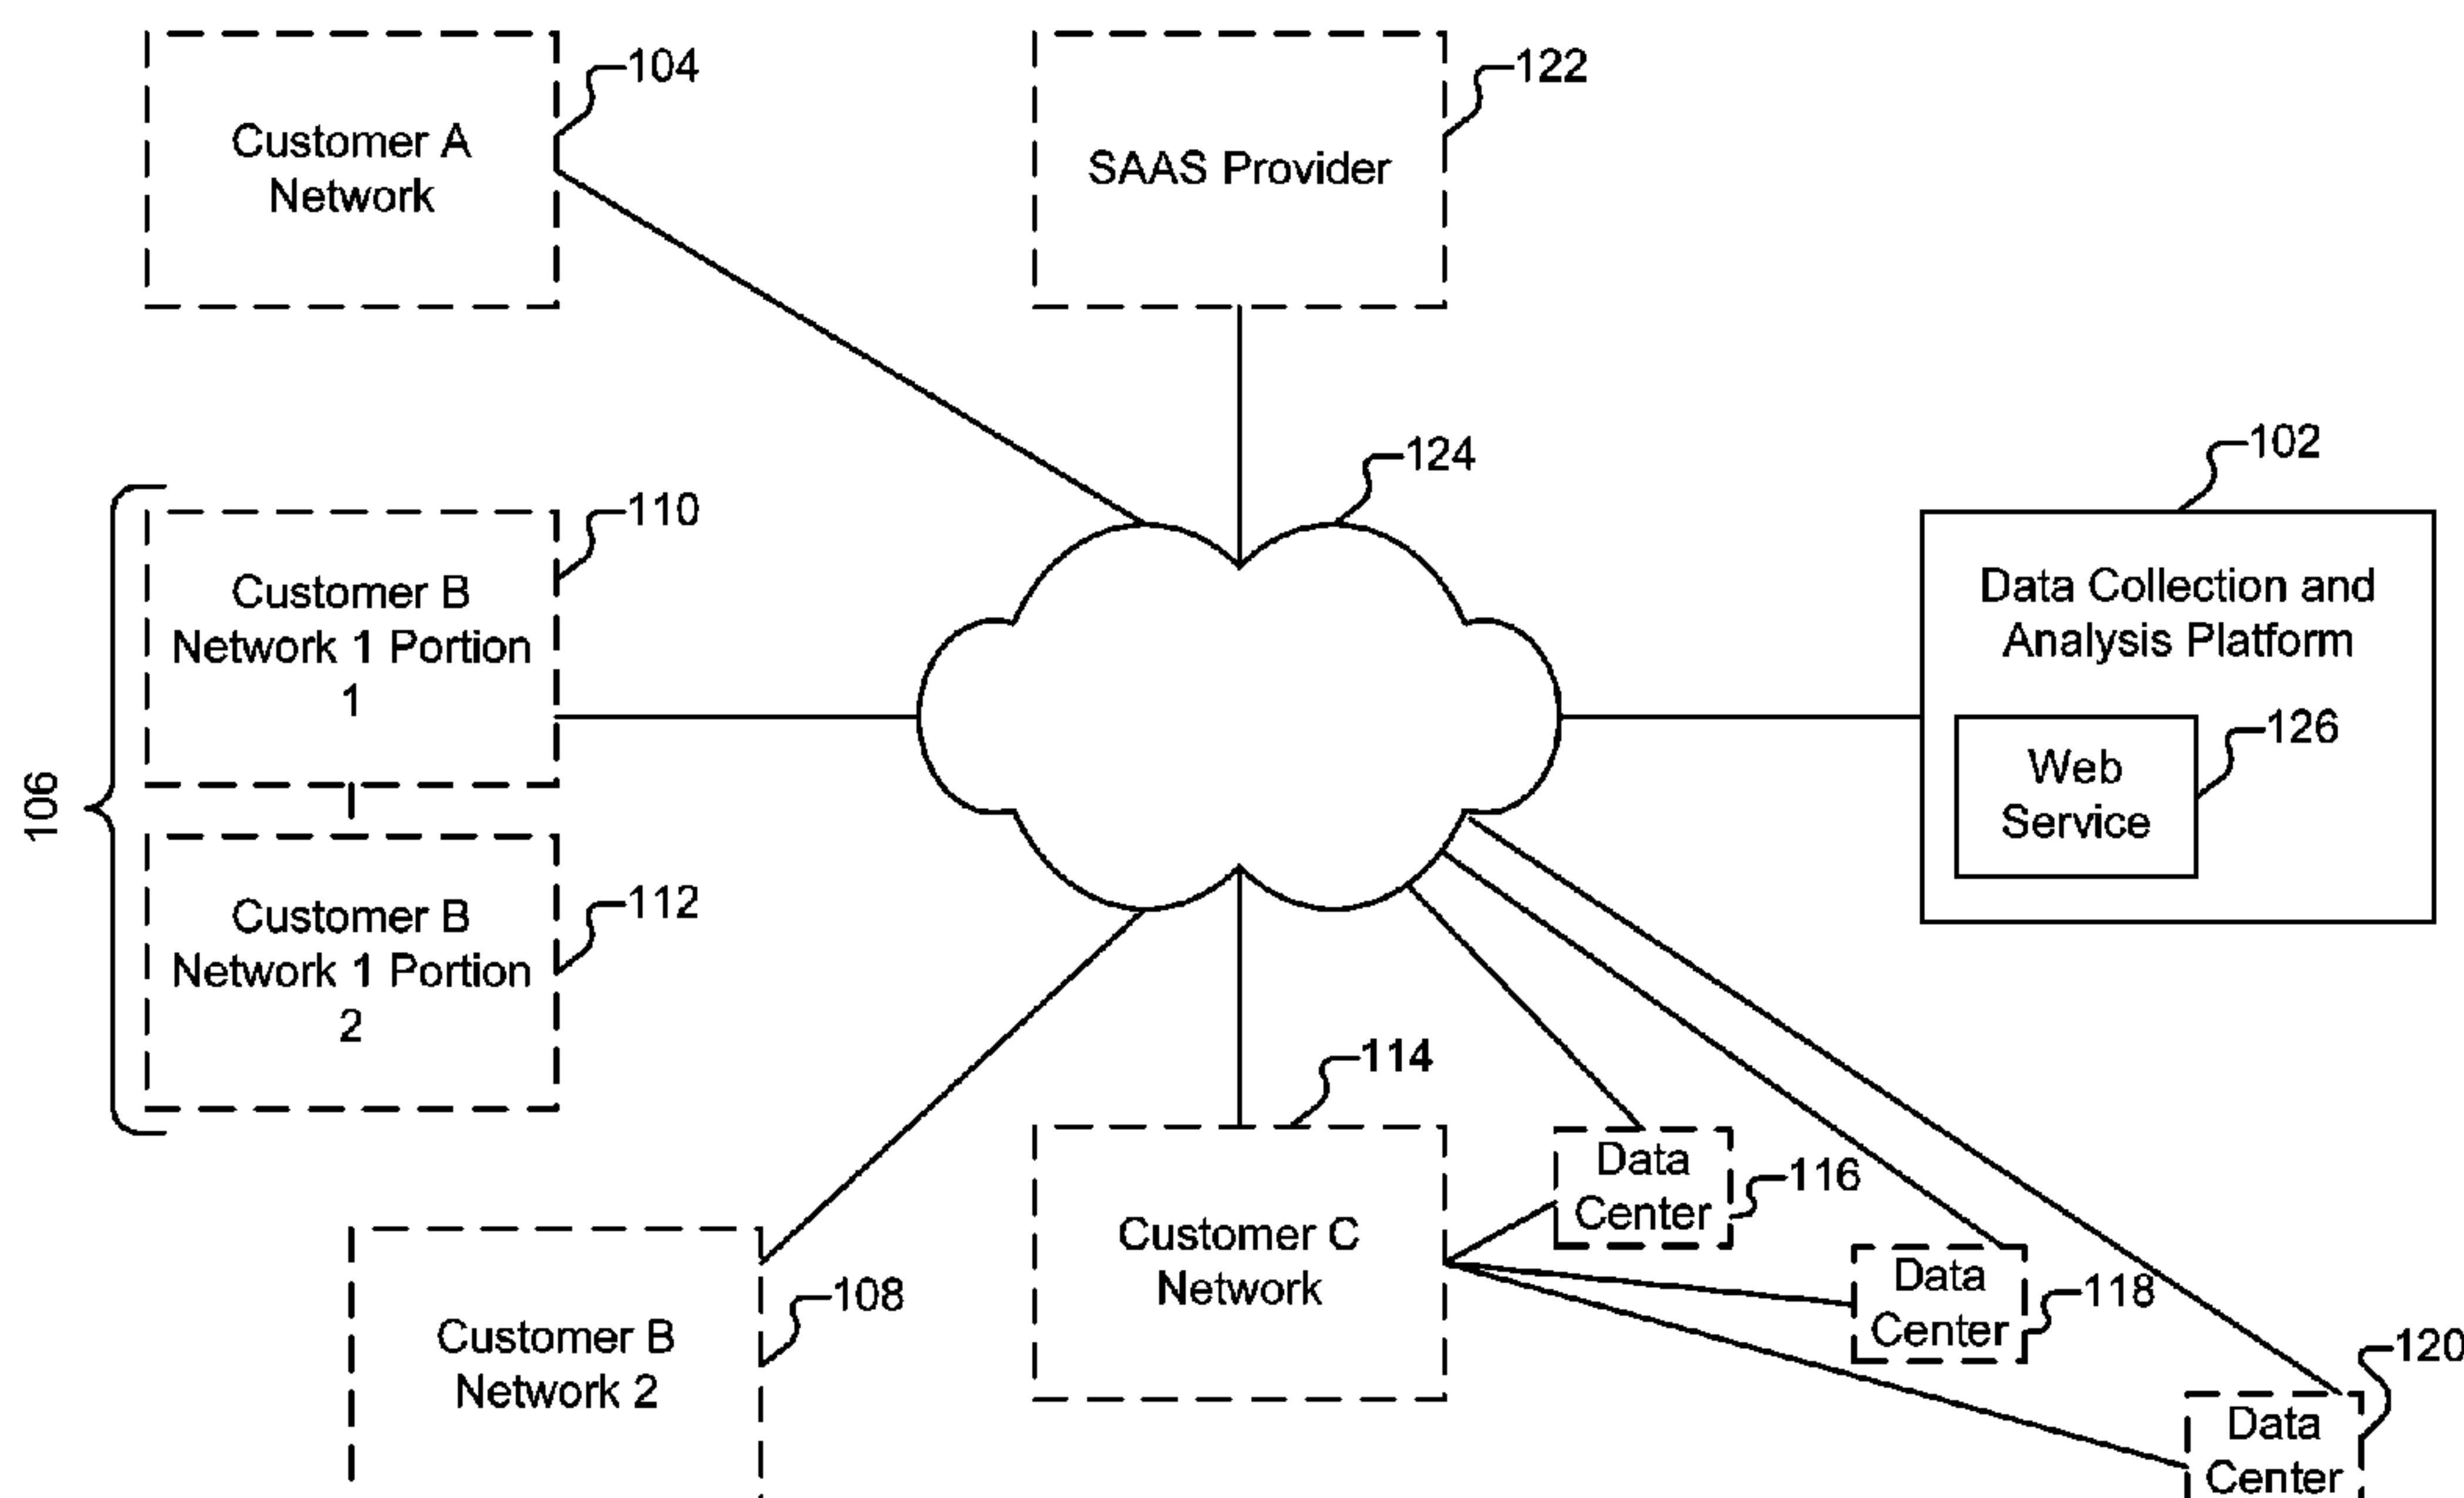 104
Customer A
Network
122
SAAS Provider
124
102
Data Collection and
Analysis Platform
126
Web
Service
106
110
Customer B
Network 1 Portion
1
112
Customer B
Network 1 Portion
2
108
Customer B
Network 2
114
Customer C
Network
Data
Center
116
Data
Center
118
120
Data
Center